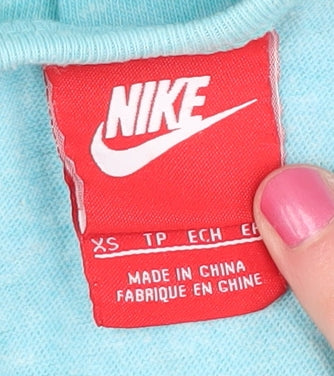 NIKE
XS TP ECH
MADE IN CHINA
FABRIQUE EN CHINE